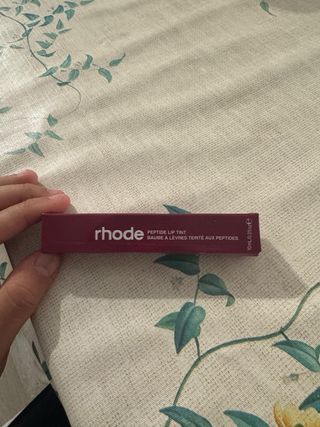 rhode
PEPTIDE LIP TINT
BAUME À LÈVRES TEINTÉ AUX PEPTIDES